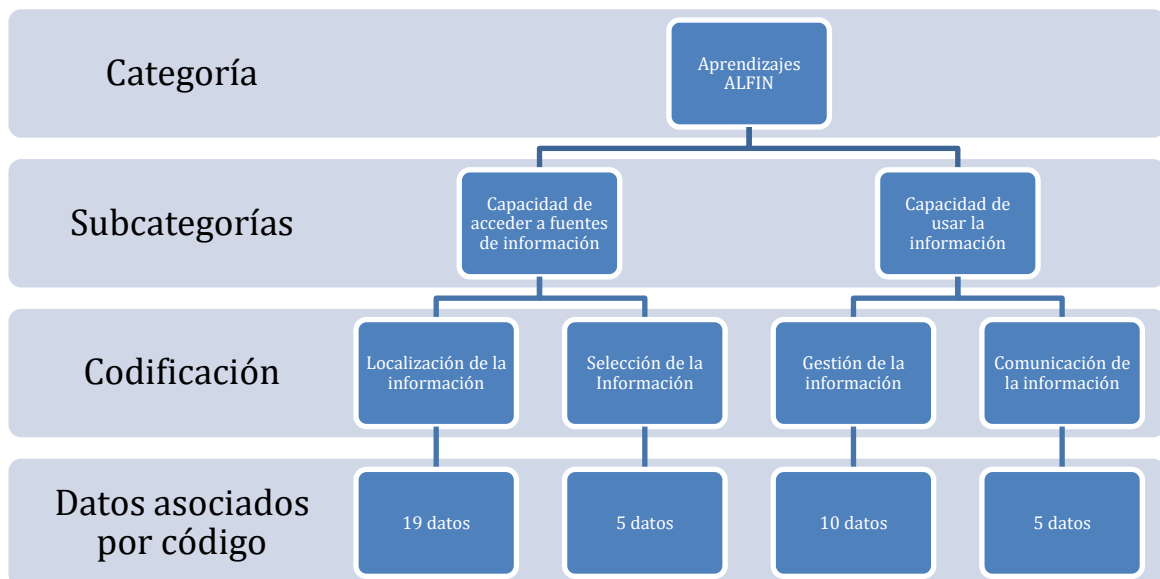 Categoría
Aprendizajes
ALFIN
Subcategorías
Capacidad de
acceder a fuentes
de información
Capacidad de
usar la
información
Codificación
Localización de la
información
Selección de la
Información
Gestión de la
información
Comunicación de
la información
Datos asociados
por código
19 datos
5 datos
10 datos
5 datos